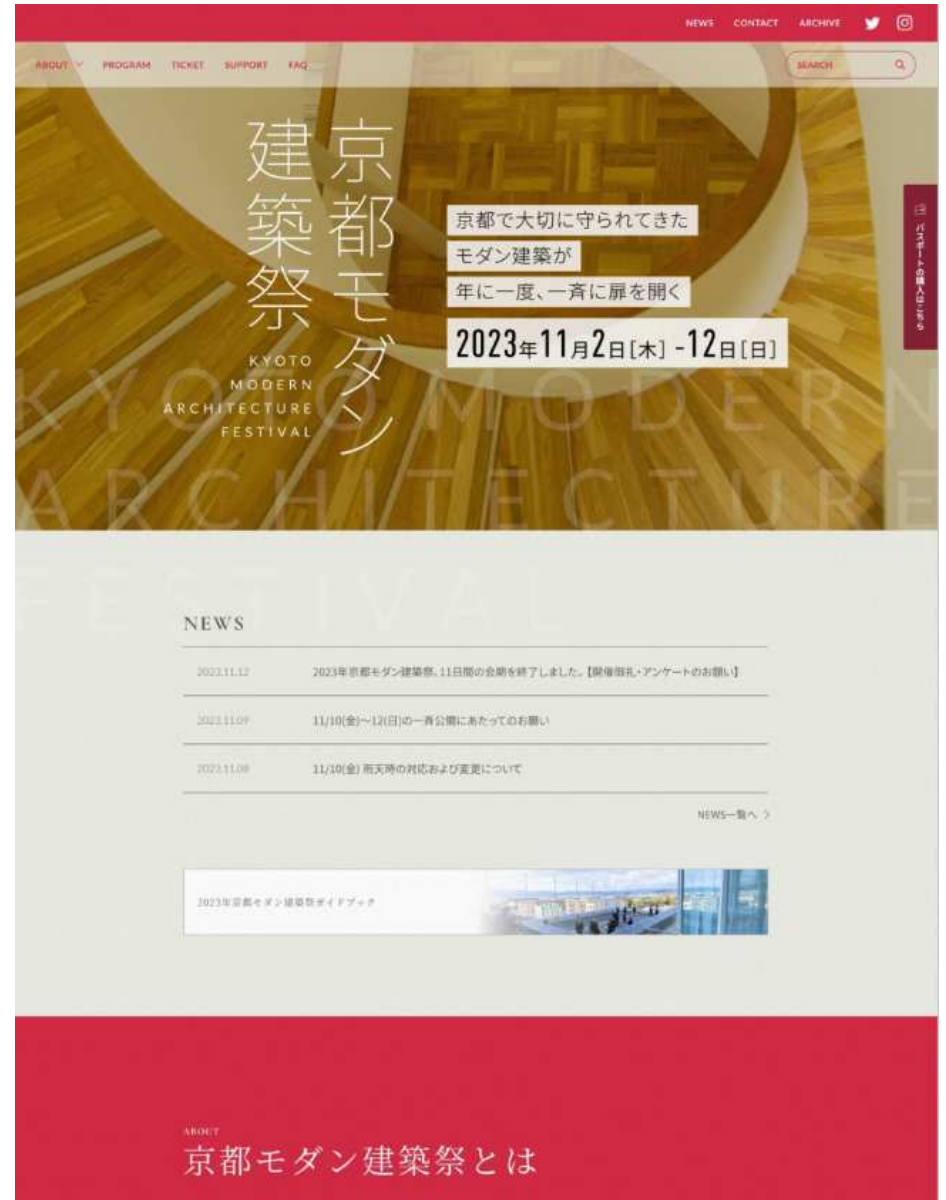 NEWS CONTACT ARCHIVE
ABOUT PROGRAM TICKET SUPPORT FAQ
SEARCH
京都モダン
建築祭
KYOTO
MODERN
ARCHITECTURE
FESTIVAL
京都で大切に守られてきた
モダン建築が
年に一度、一斉に扉を開く
2023年11月2日[木] -12日[日]
パスポートの購入はこちら
KYOTO MODERN
ARCHITECTURE
FESTIVAL
NEWS
2023.11.12 2023年京都モダン建築祭、11日間の会期を終了しました。【開催御礼・アンケートのお願い】
2023.11.09 11/10(金)～12(日)の一斉公開にあたってのお願い
2023.11.08 11/10(金) 雨天時の対応および変更について
NEWS一覧へ
2023年京都モダン建築祭ガイドブック
ABOUT
京都モダン建築祭とは